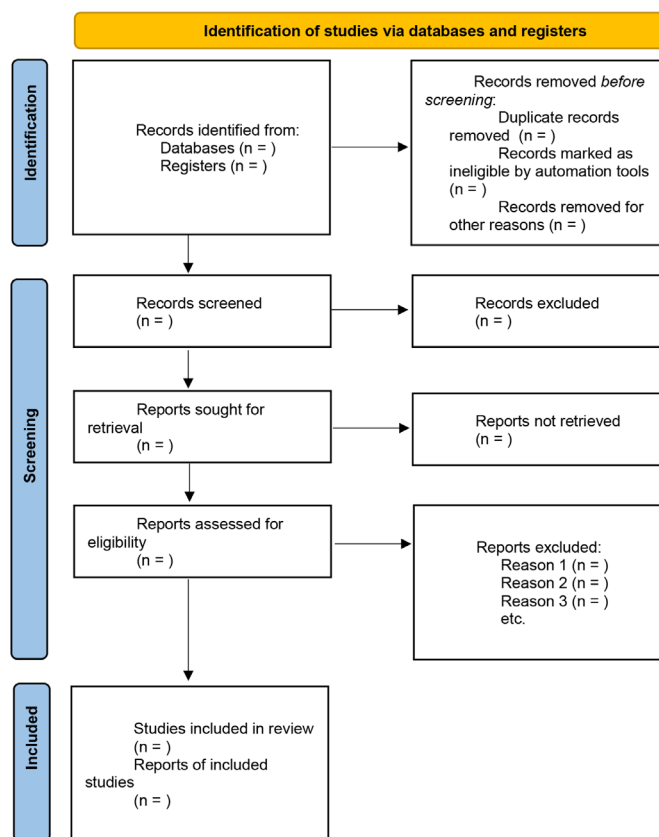 Identification of studies via databases and registers
Identification
Records identified from:
Databases (n = )
Registers (n = )
Records removed before
screening:
Duplicate records
removed (n = )
Records marked as
ineligible by automation tools
(n = )
Records removed for
other reasons (n = )
Screening
Records screened
(n = )
Records excluded
(n = )
Reports sought for
retrieval
(n = )
Reports not retrieved
(n = )
Reports assessed for
eligibility
(n = )
Reports excluded:
Reason 1 (n = )
Reason 2 (n = )
Reason 3 (n = )
etc.
Included
Studies included in review
(n = )
Reports of included
studies
(n = )